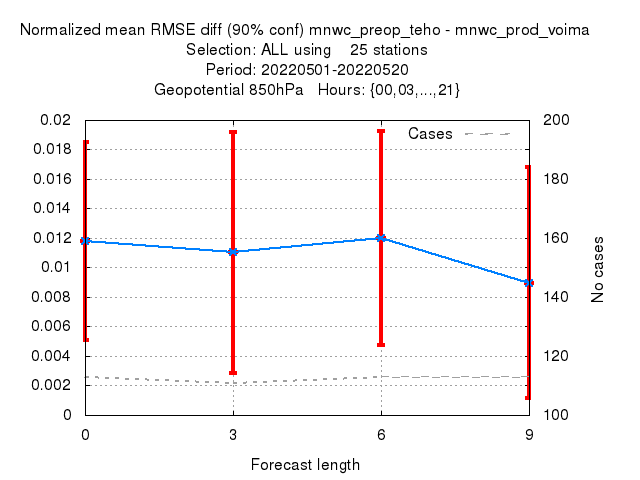 Normalized mean RMSE diff (90% conf) mnwc_preop_teho - mnwc_prod_voima
Selection: ALL using    25 stations
Period: 20220501-20220520
Geopotential 850hPa   Hours: {00,03,...,21}
0.02
0.018
0.016
0.014
0.012
0.01
0.008
0.006
0.004
0.002
0
200
180
160
140
120
100
Cases
No cases
0 3 6 9
Forecast length